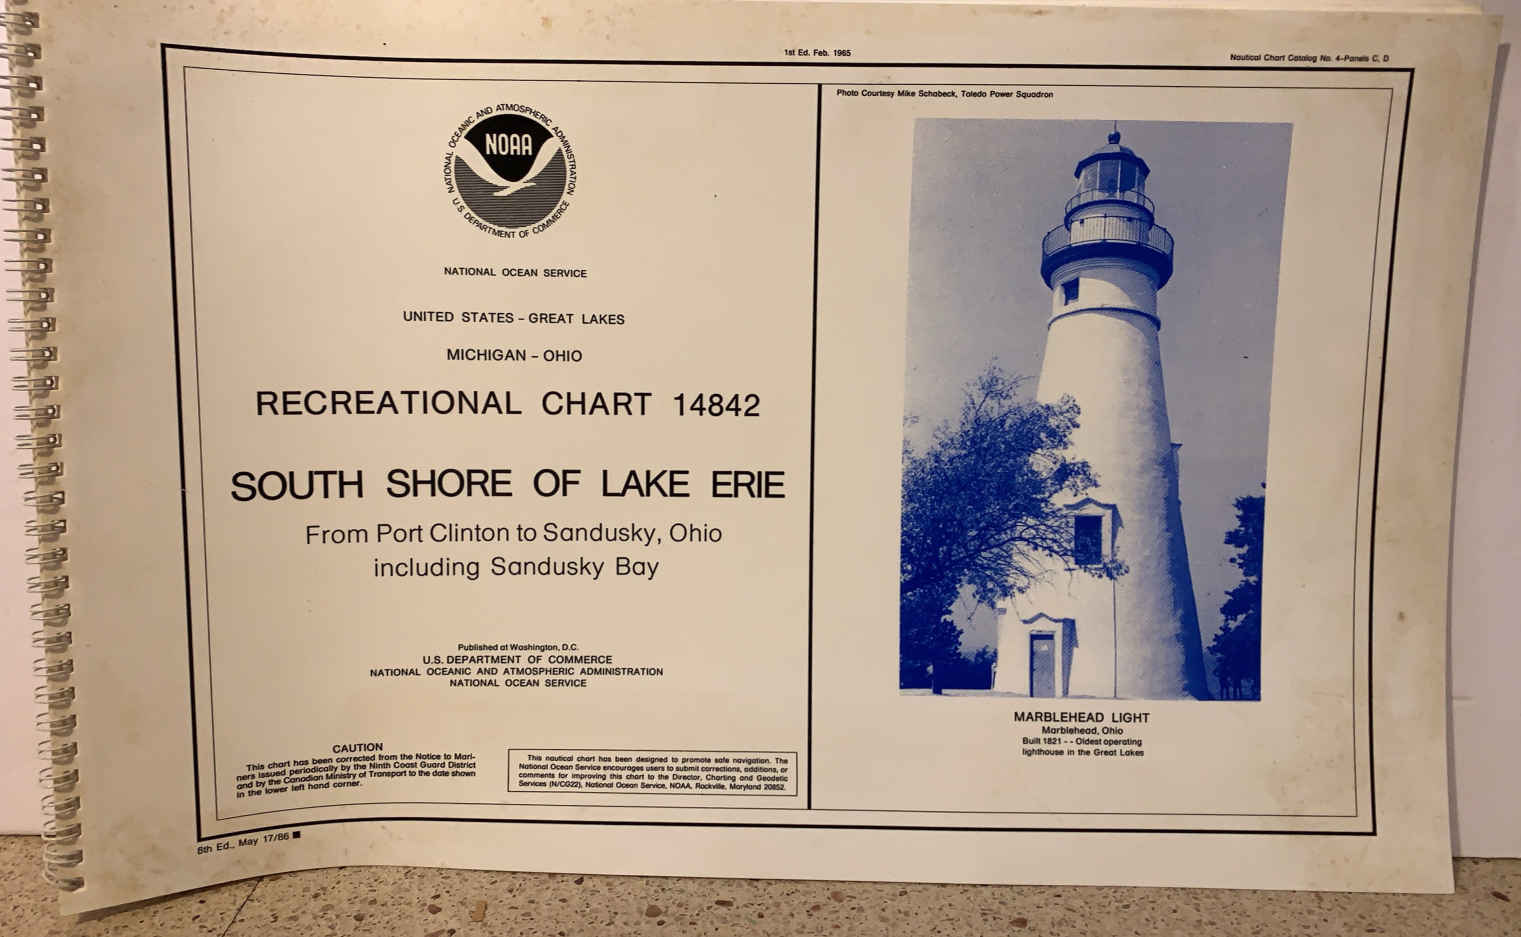 1st Ed. Feb. 1965
Nautical Chart Catalog No. 4-Panels C, D
NATIONAL OCEANIC AND ATMOSPHERIC ADMINISTRATION
NOAA
U.S. DEPARTMENT OF COMMERCE
NATIONAL OCEAN SERVICE
UNITED STATES - GREAT LAKES
MICHIGAN - OHIO
RECREATIONAL CHART 14842
SOUTH SHORE OF LAKE ERIE
From Port Clinton to Sandusky, Ohio
including Sandusky Bay
Published at Washington, D.C.
U.S. DEPARTMENT OF COMMERCE
NATIONAL OCEANIC AND ATMOSPHERIC ADMINISTRATION
NATIONAL OCEAN SERVICE
CAUTION
This chart has been corrected from the Notice to Mari-
ners issued periodically by the Ninth Coast Guard District
and by the Canadian Ministry of Transport to the date shown
in the lower left hand corner.
This nautical chart has been designed to promote safe navigation. The
National Ocean Service encourages users to submit corrections, additions, or
comments for improving this chart to the Director, Charting and Geodetic
Services (N/CG22), National Ocean Service, NOAA, Rockville, Maryland 20852.
Photo Courtesy Mike Schabeck, Toledo Power Squadron
MARBLEHEAD LIGHT
Marblehead, Ohio
Built 1821 - - Oldest operating
lighthouse in the Great Lakes
Ed., May 17/86